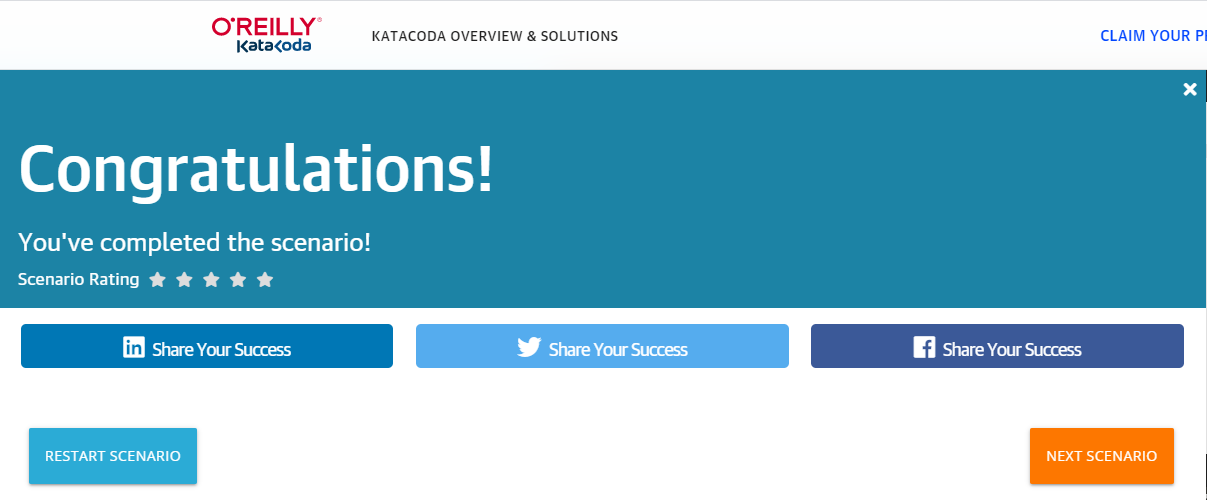 O'REILLY®
Katacoda
KATACODA OVERVIEW & SOLUTIONS
CLAIM YOUR
Congratulations!
You've completed the scenario!
Scenario Rating
Share Your Success
Share Your Success
Share Your Success
RESTART SCENARIO
NEXT SCENARIO